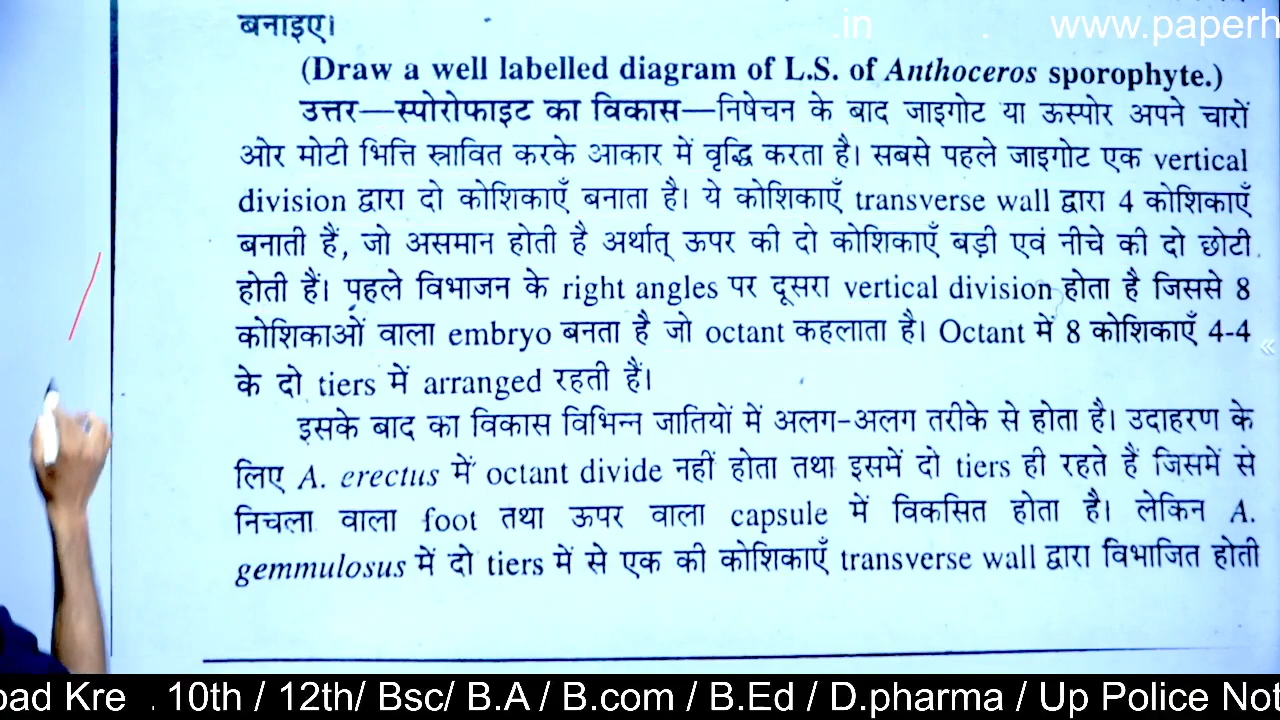 .in . www.paperh
बनाइए।
(Draw a well labelled diagram of L.S. of Anthoceros sporophyte.)
उत्तर—स्पोरोफाइट का विकास—निषेचन के बाद जाइगोट या ऊस्पोर अपने चारों
ओर मोटी भित्ति स्रावित करके आकार में वृद्धि करता है। सबसे पहले जाइगोट एक vertical
division द्वारा दो कोशिकाएँ बनाता है। ये कोशिकाएँ transverse wall द्वारा 4 कोशिकाएँ
बनाती हैं, जो असमान होती है अर्थात् ऊपर की दो कोशिकाएँ बड़ी एवं नीचे की दो छोटी
होती हैं। पहले विभाजन के right angles पर दूसरा vertical division होता है जिससे 8
कोशिकाओं वाला embryo बनता है जो octant कहलाता है। Octant में 8 कोशिकाएँ 4-4
के दो tiers में arranged रहती हैं।
इसके बाद का विकास विभिन्न जातियों में अलग-अलग तरीके से होता है। उदाहरण के
लिए A. erectus में octant divide नहीं होता तथा इसमें दो tiers ही रहते हैं जिसमें से
निचला वाला foot तथा ऊपर वाला capsule में विकसित होता है। लेकिन A.
gemmulosus में दो tiers में से एक की कोशिकाएँ transverse wall द्वारा विभाजित होती
«
oad Kre . 10th / 12th/ Bsc/ B.A / B.com / B.Ed / D.pharma / Up Police Not